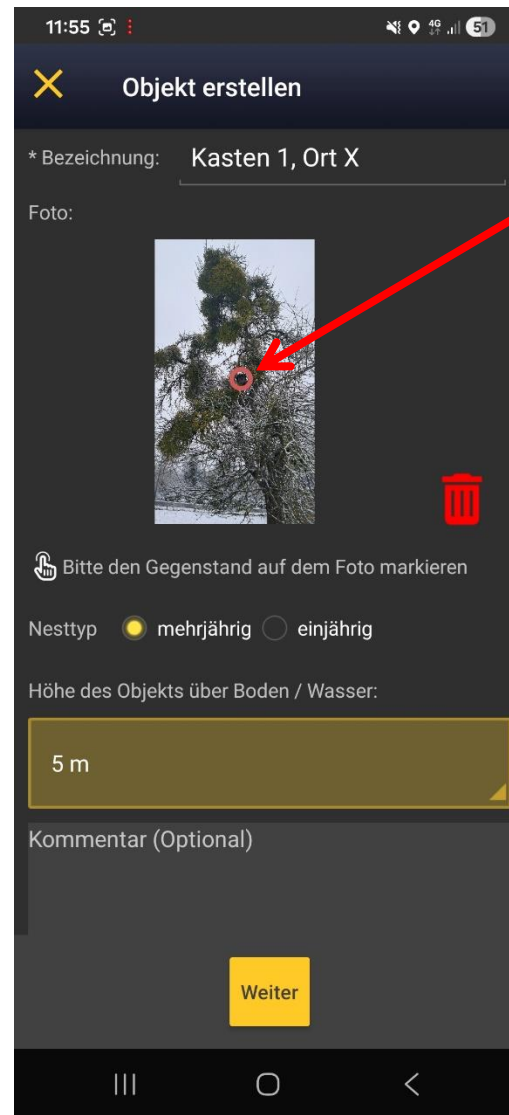 11:55
4G
51
Objekt erstellen
* Bezeichnung: Kasten 1, Ort X
Foto:
Bitte den Gegenstand auf dem Foto markieren
Nesttyp mehrjährig einjährig
Höhe des Objekts über Boden / Wasser:
5 m
Kommentar (Optional)
Weiter